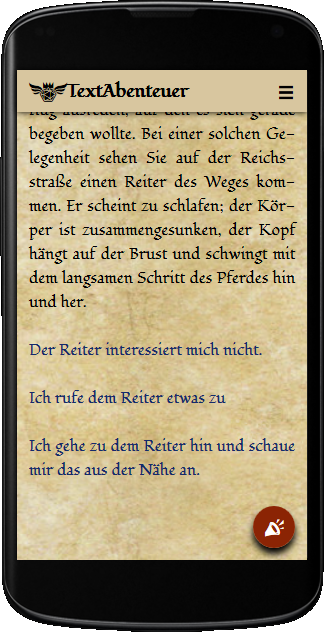 TextAbenteuer
begeben wollte. Bei einer solchen Ge-
legenheit sehen Sie auf der Reichs-
straße einen Reiter des Weges kom-
men. Er scheint zu schlafen; der Kör-
per ist zusammengesunken, der Kopf
hängt auf der Brust und schwingt mit
dem langsamen Schritt des Pferdes hin
und her.
Der Reiter interessiert mich nicht.
Ich rufe dem Reiter etwas zu
Ich gehe zu dem Reiter hin und schaue
mir das aus der Nähe an.